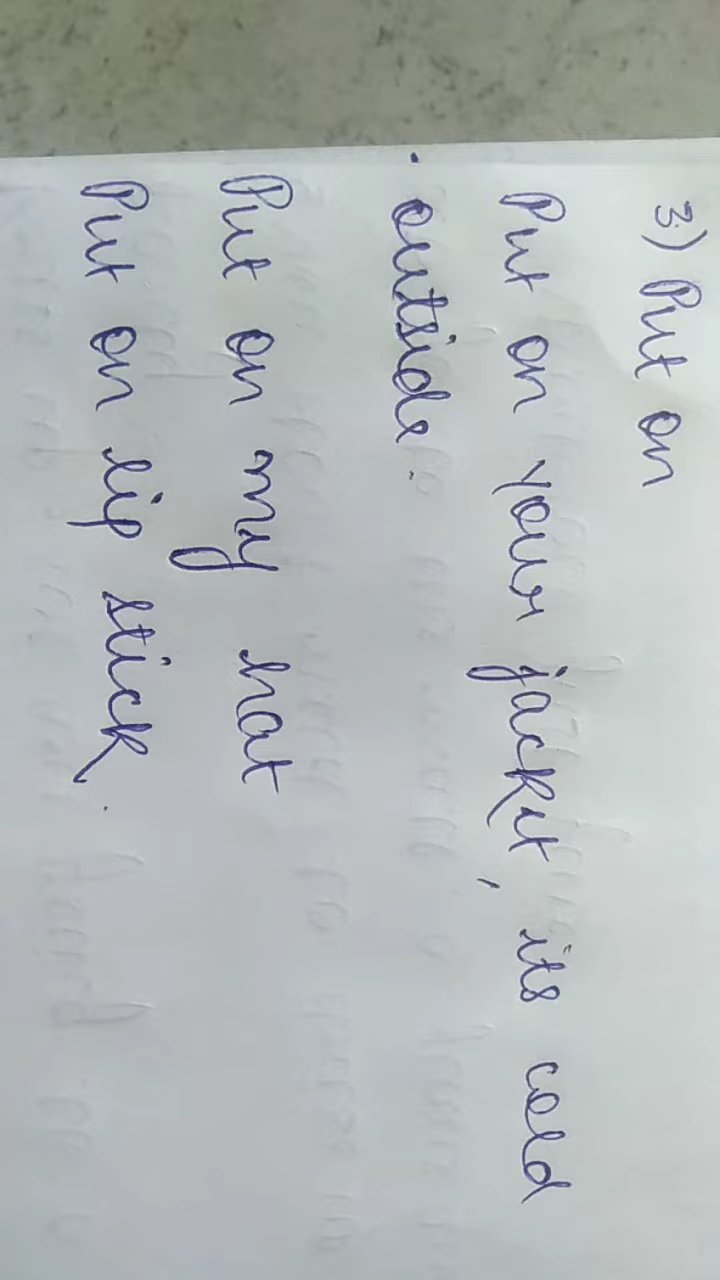 3) Put on
Put on your jacket, its cold
outside.
Put on my hat
Put on lip stick.